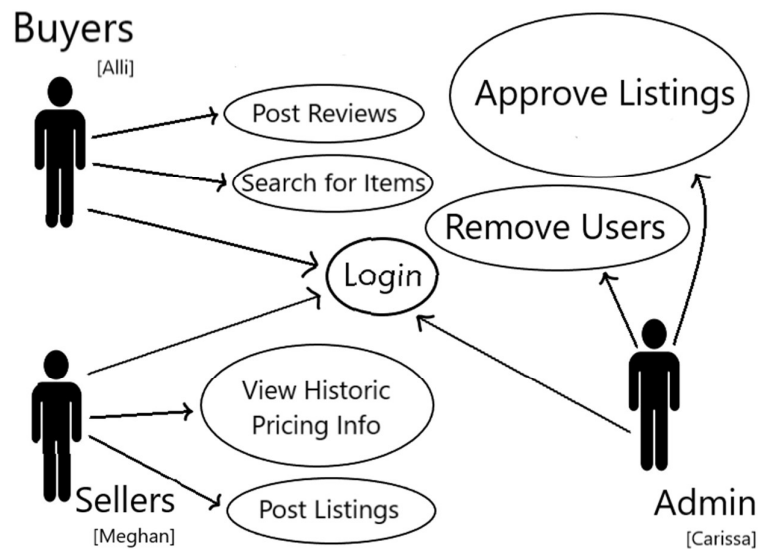 Buyers
[Alli]
Post Reviews
Search for Items
Approve Listings
Remove Users
Login
View Historic
Pricing Info
Post Listings
Sellers
[Meghan]
Admin
[Carissa]